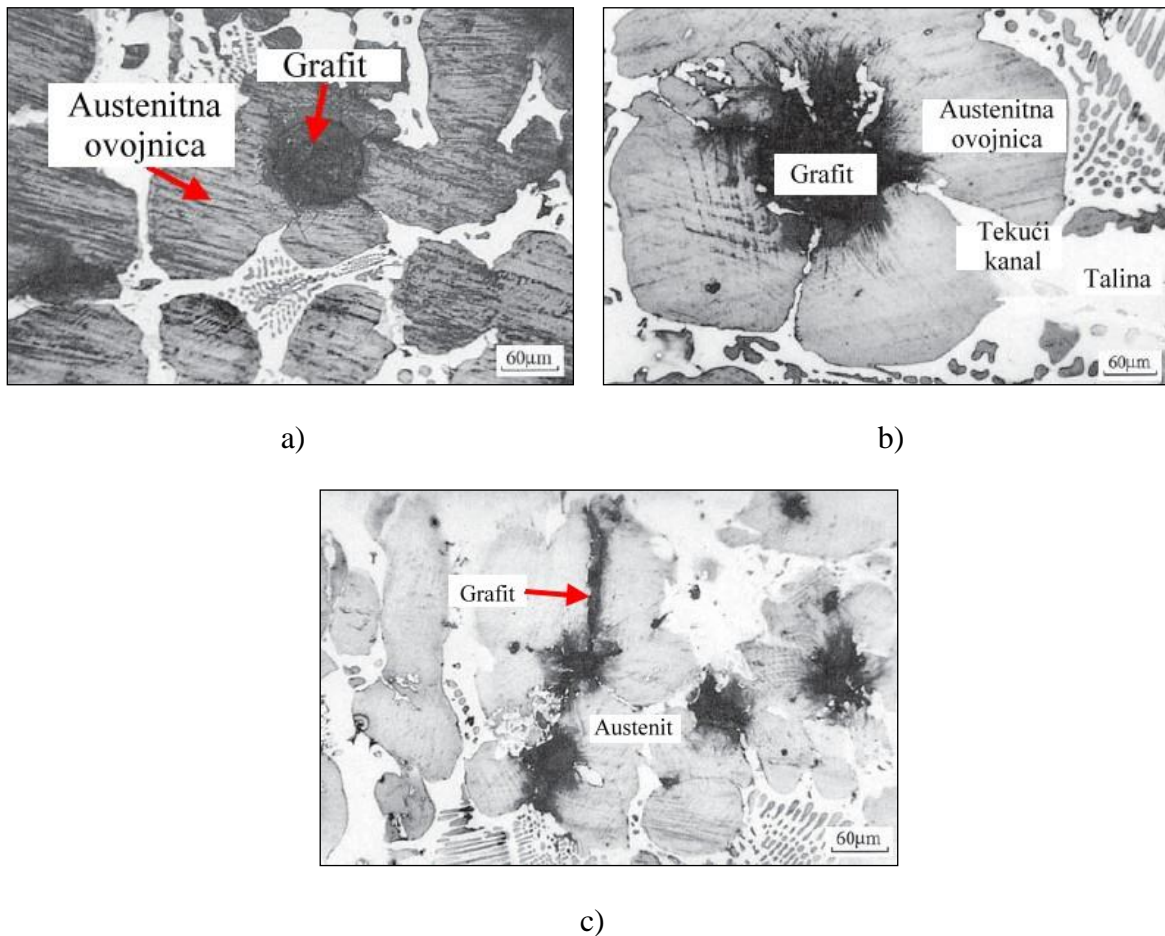 Grafit
Austenitna
ovojnica
60μm
a)
Austenitna
ovojnica
Grafit
Tekući
kanal
Talina
60μm
b)
Grafit
Austenit
60μm
c)